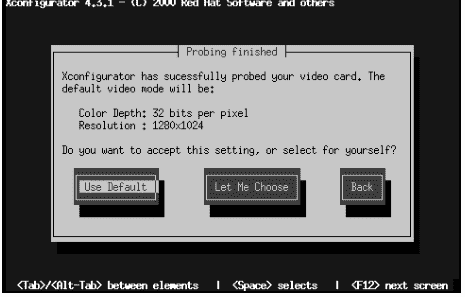 Xconfigurator 4.3.1 - (C) 2000 Red Hat Software and others
Probing finished
Xconfigurator has sucessfully probed your video card. The
default video mode will be:
Color Depth: 32 bits per pixel
Resolution : 1280x1024
Do you want to accept this setting, or select for yourself?
Use Default Let Me Choose Back
<Tab>/<Alt-Tab> between elements | <Space> selects | <F12> next screen